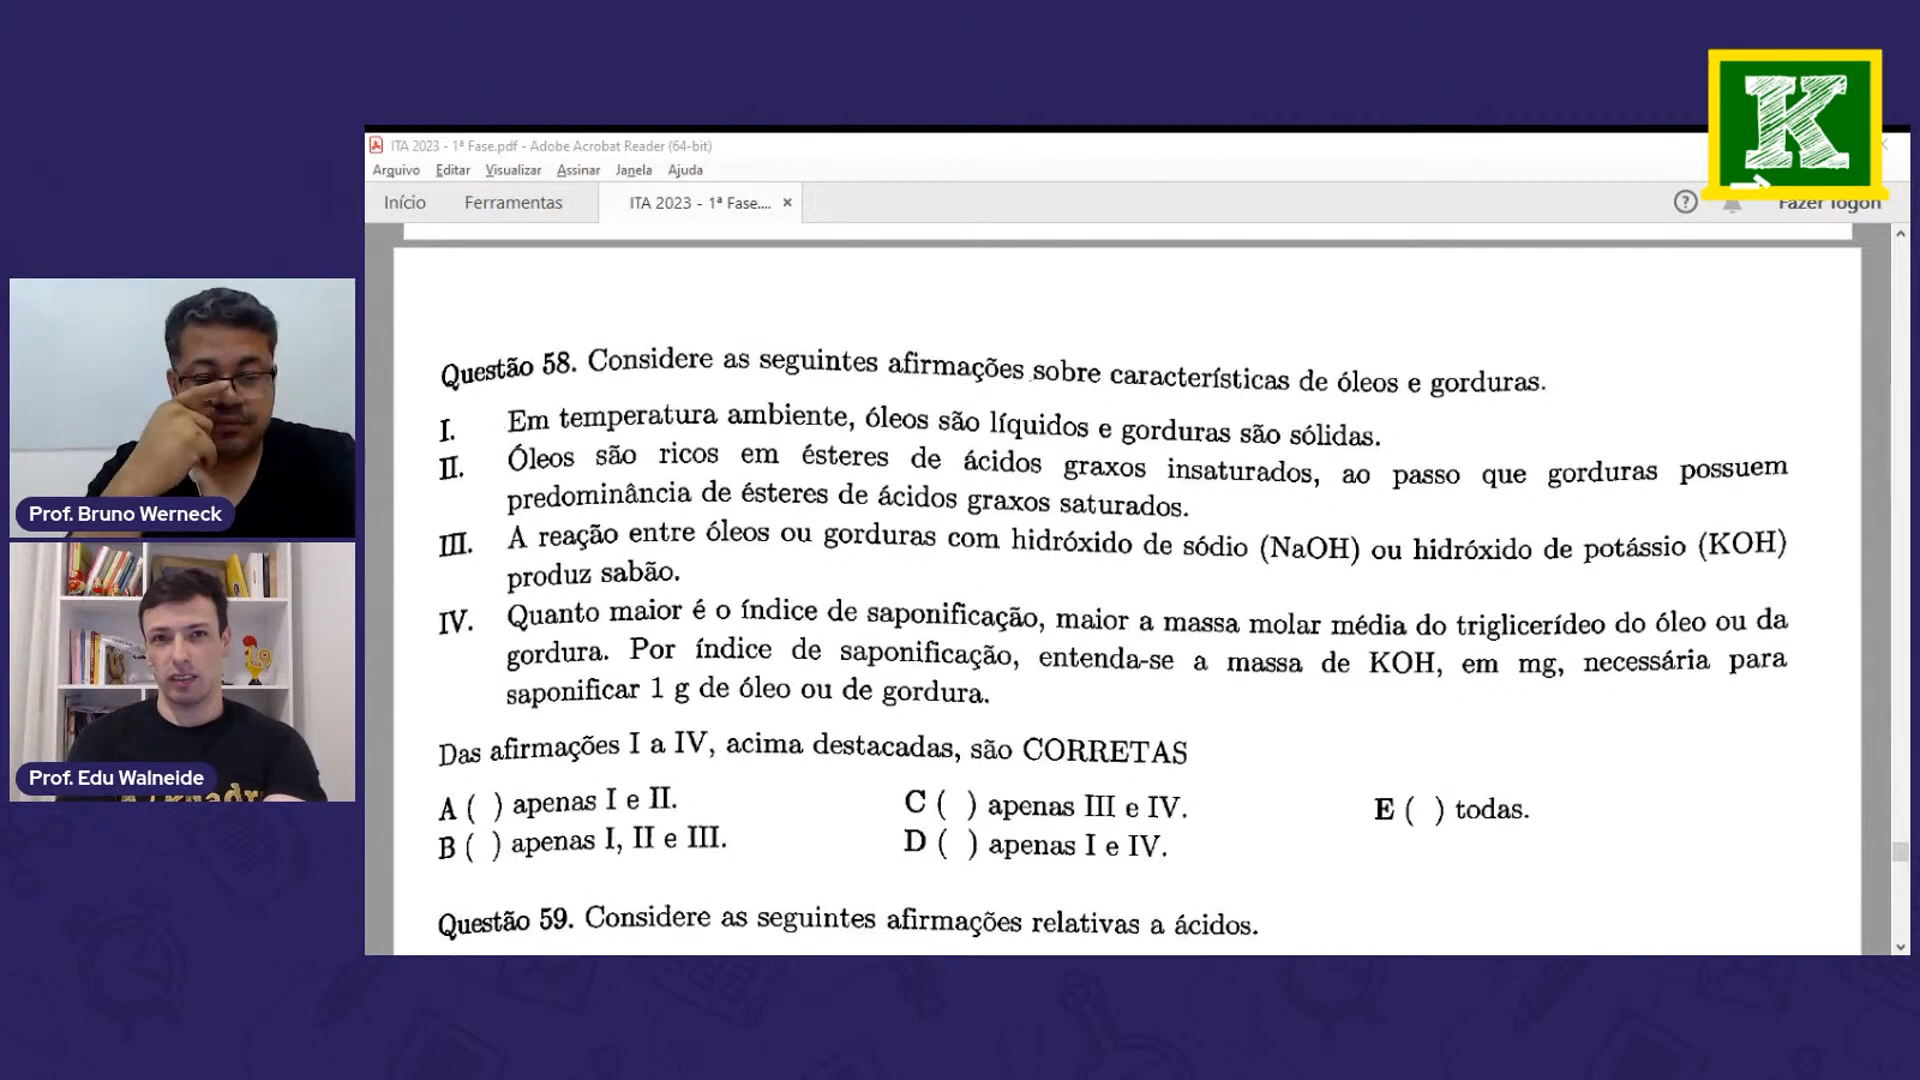 K
ITA 2023 - 1ª Fase.pdf - Adobe Acrobat Reader (64-bit)
Arquivo Editar Visualizar Assinar Janela Ajuda
Início Ferramentas ITA 2023 - 1ª Fase.... ×
Fazer logon
Questão 58. Considere as seguintes afirmações sobre características de óleos e gorduras.
I. Em temperatura ambiente, óleos são líquidos e gorduras são sólidas.
II. Óleos são ricos em ésteres de ácidos graxos insaturados, ao passo que gorduras possuem
predominância de ésteres de ácidos graxos saturados.
III. A reação entre óleos ou gorduras com hidróxido de sódio (NaOH) ou hidróxido de potássio (KOH)
produz sabão.
IV. Quanto maior é o índice de saponificação, maior a massa molar média do triglicerídeo do óleo ou da
gordura. Por índice de saponificação, entenda-se a massa de KOH, em mg, necessária para
saponificar 1 g de óleo ou de gordura.
Das afirmações I a IV, acima destacadas, são CORRETAS
A ( ) apenas I e II. C ( ) apenas III e IV. E ( ) todas.
B ( ) apenas I, II e III. D ( ) apenas I e IV.
Questão 59. Considere as seguintes afirmações relativas a ácidos.
Prof. Bruno Werneck
Prof. Edu Walneide